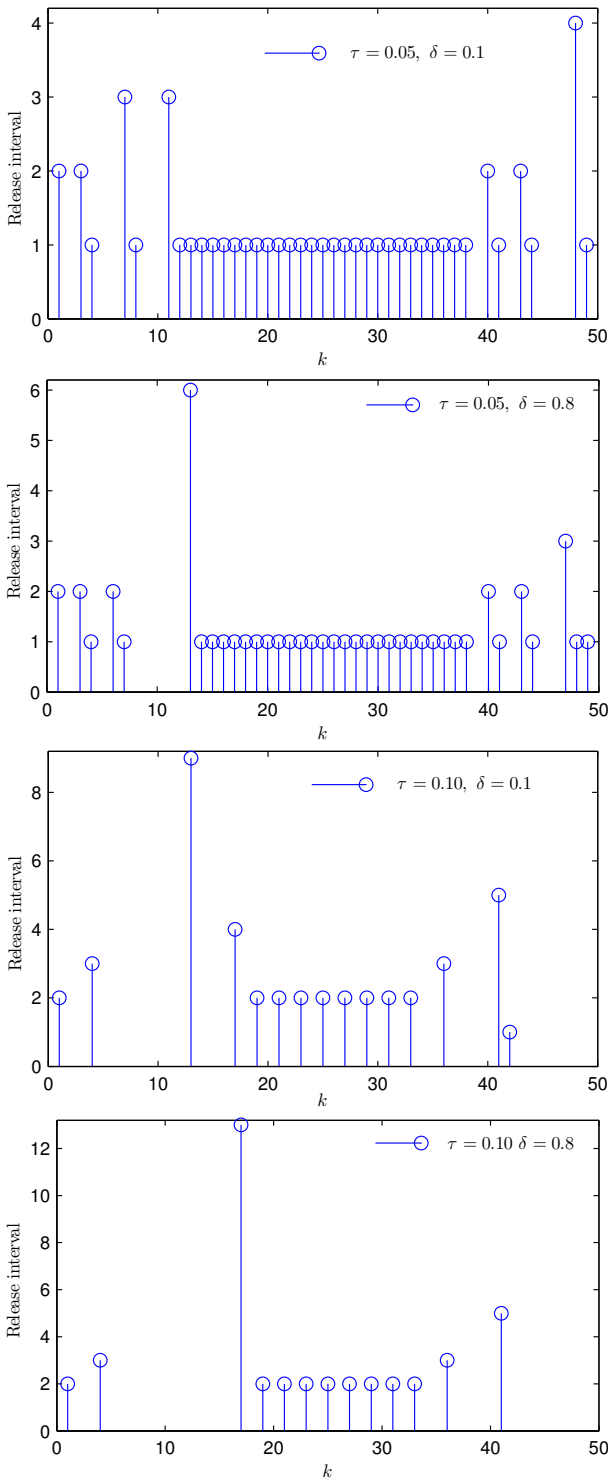 4
3
2
1
0
Release interval
τ = 0.05, δ = 0.1
0 10 20 30 40 50
k
6
5
4
3
2
1
0
Release interval
τ = 0.05, δ = 0.8
0 10 20 30 40 50
k
8
6
4
2
0
Release interval
τ = 0.10, δ = 0.1
0 10 20 30 40 50
k
12
10
8
6
4
2
0
Release interval
τ = 0.10 δ = 0.8
0 10 20 30 40 50
k